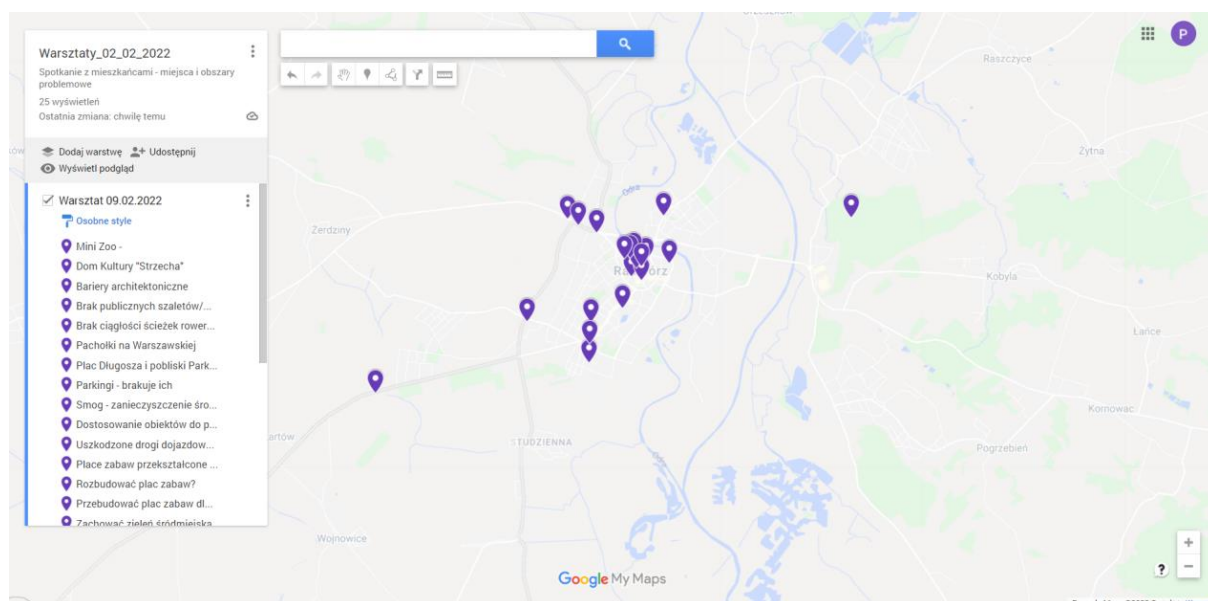 Warsztaty_02_02_2022
Spotkanie z mieszkańcami - miejsca i obszary
problemowe
25 wyświetleń
Ostatnia zmiana: chwilę temu
Dodaj warstwę
Udostępnij
Wyświetl podgląd
Warsztat 09.02.2022
Osobne style
Mini Zoo -
Dom Kultury "Strzecha"
Bariery architektoniczne
Brak publicznych szaletów/...
Brak ciągłości ścieżek rower...
Pachołki na Warszawskiej
Plac Długosza i pobliski Park...
Parkingi - brakuje ich
Smog - zanieczyszczenie śro...
Dostosowanie obiektów do p...
Uszkodzone drogi dojazdow...
Place zabaw przekształcone ...
Rozbudować plac zabaw?
Przebudować plac zabaw dl...
Zachować zieleń śródmiejską
P
Raszczyce
Żytna
Zerdziny
Odra
Kobyla
Łańce
Kornowac
STUDZIENNA
Pogrzebień
Wojnowice
Google My Maps
+
?
−